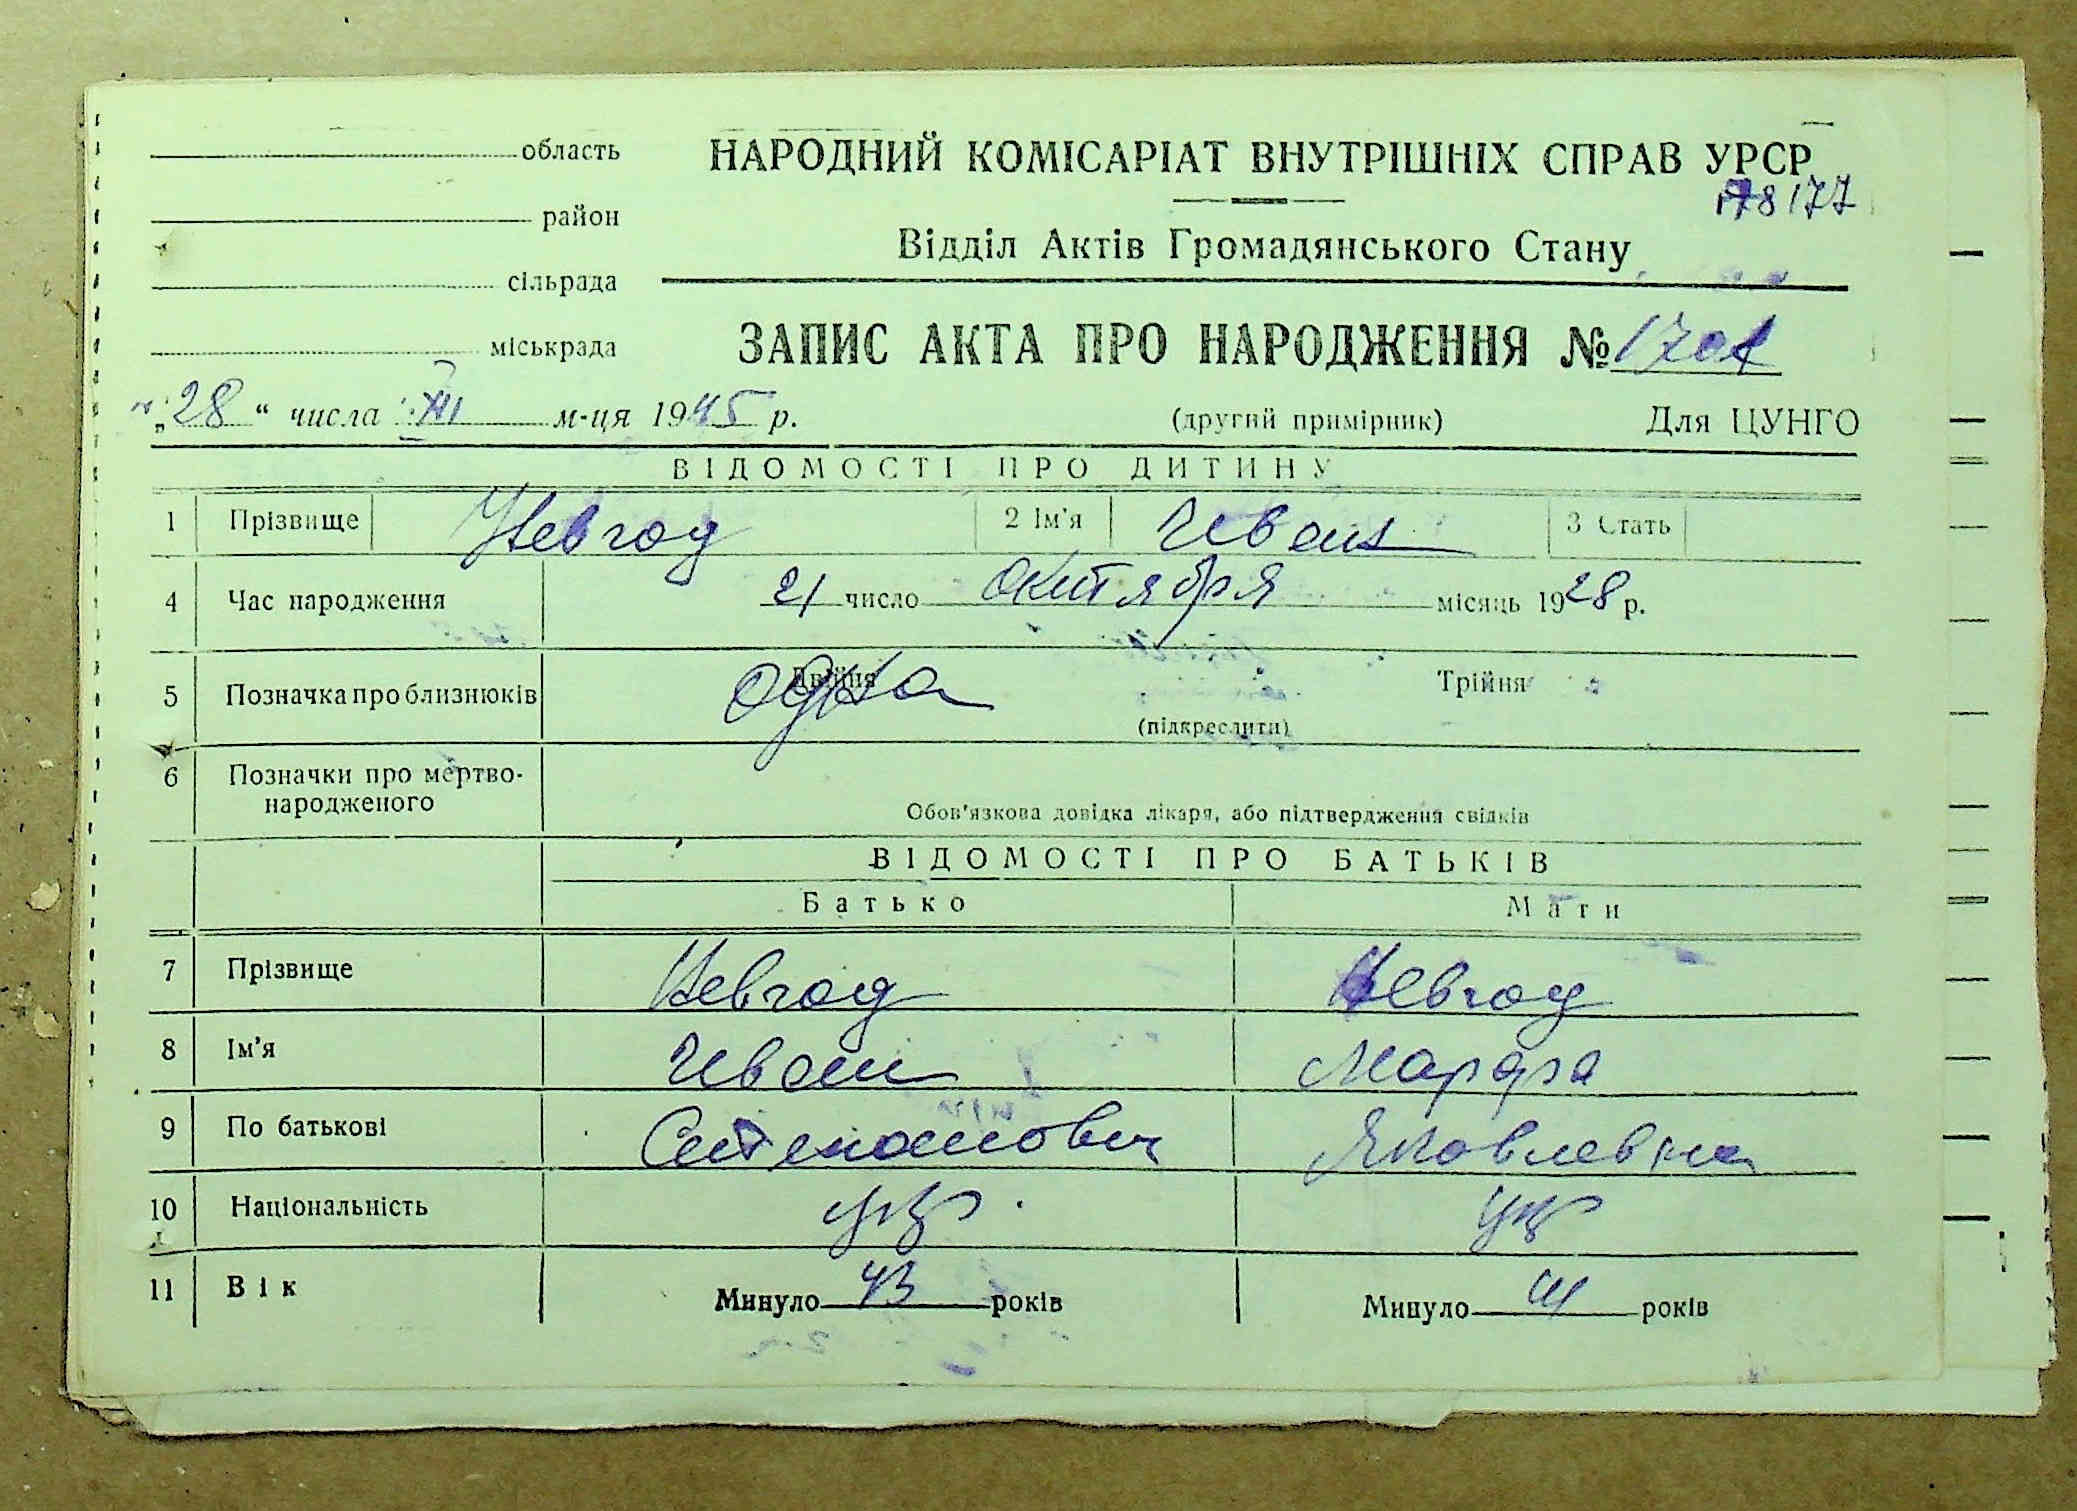 область
НАРОДНИЙ КОМІСАРІАТ ВНУТРІШНІХ СПРАВ УРСР
район
177
Відділ Актів Громадянського Стану
сільрада
міськрада
ЗАПИС АКТА ПРО НАРОДЖЕННЯ № 1701
„28“ числа XII м-ця 1945 р.
(другий примірник)
Для ЦУНГО
ВІДОМОСТІ ПРО ДИТИНУ
1 Прізвище Невгод 2 Ім'я Иван 3 Стать
4 Час народження 21 число Октября місяць 1928 р.
5 Позначка про близнюків Двійня Одна Трійня
(підкреслити)
6 Позначки про мертво-
народженого
Обов'язкова довідка лікаря, або підтвердження свідків
ВІДОМОСТІ ПРО БАТЬКІВ
Батько Мати
7 Прізвище Невгод Невгод
8 Ім'я Иван Марфа
9 По батькові Степанович Яковлевна
10 Національність укр. укр
11 Вік Минуло 43 років Минуло 41 років